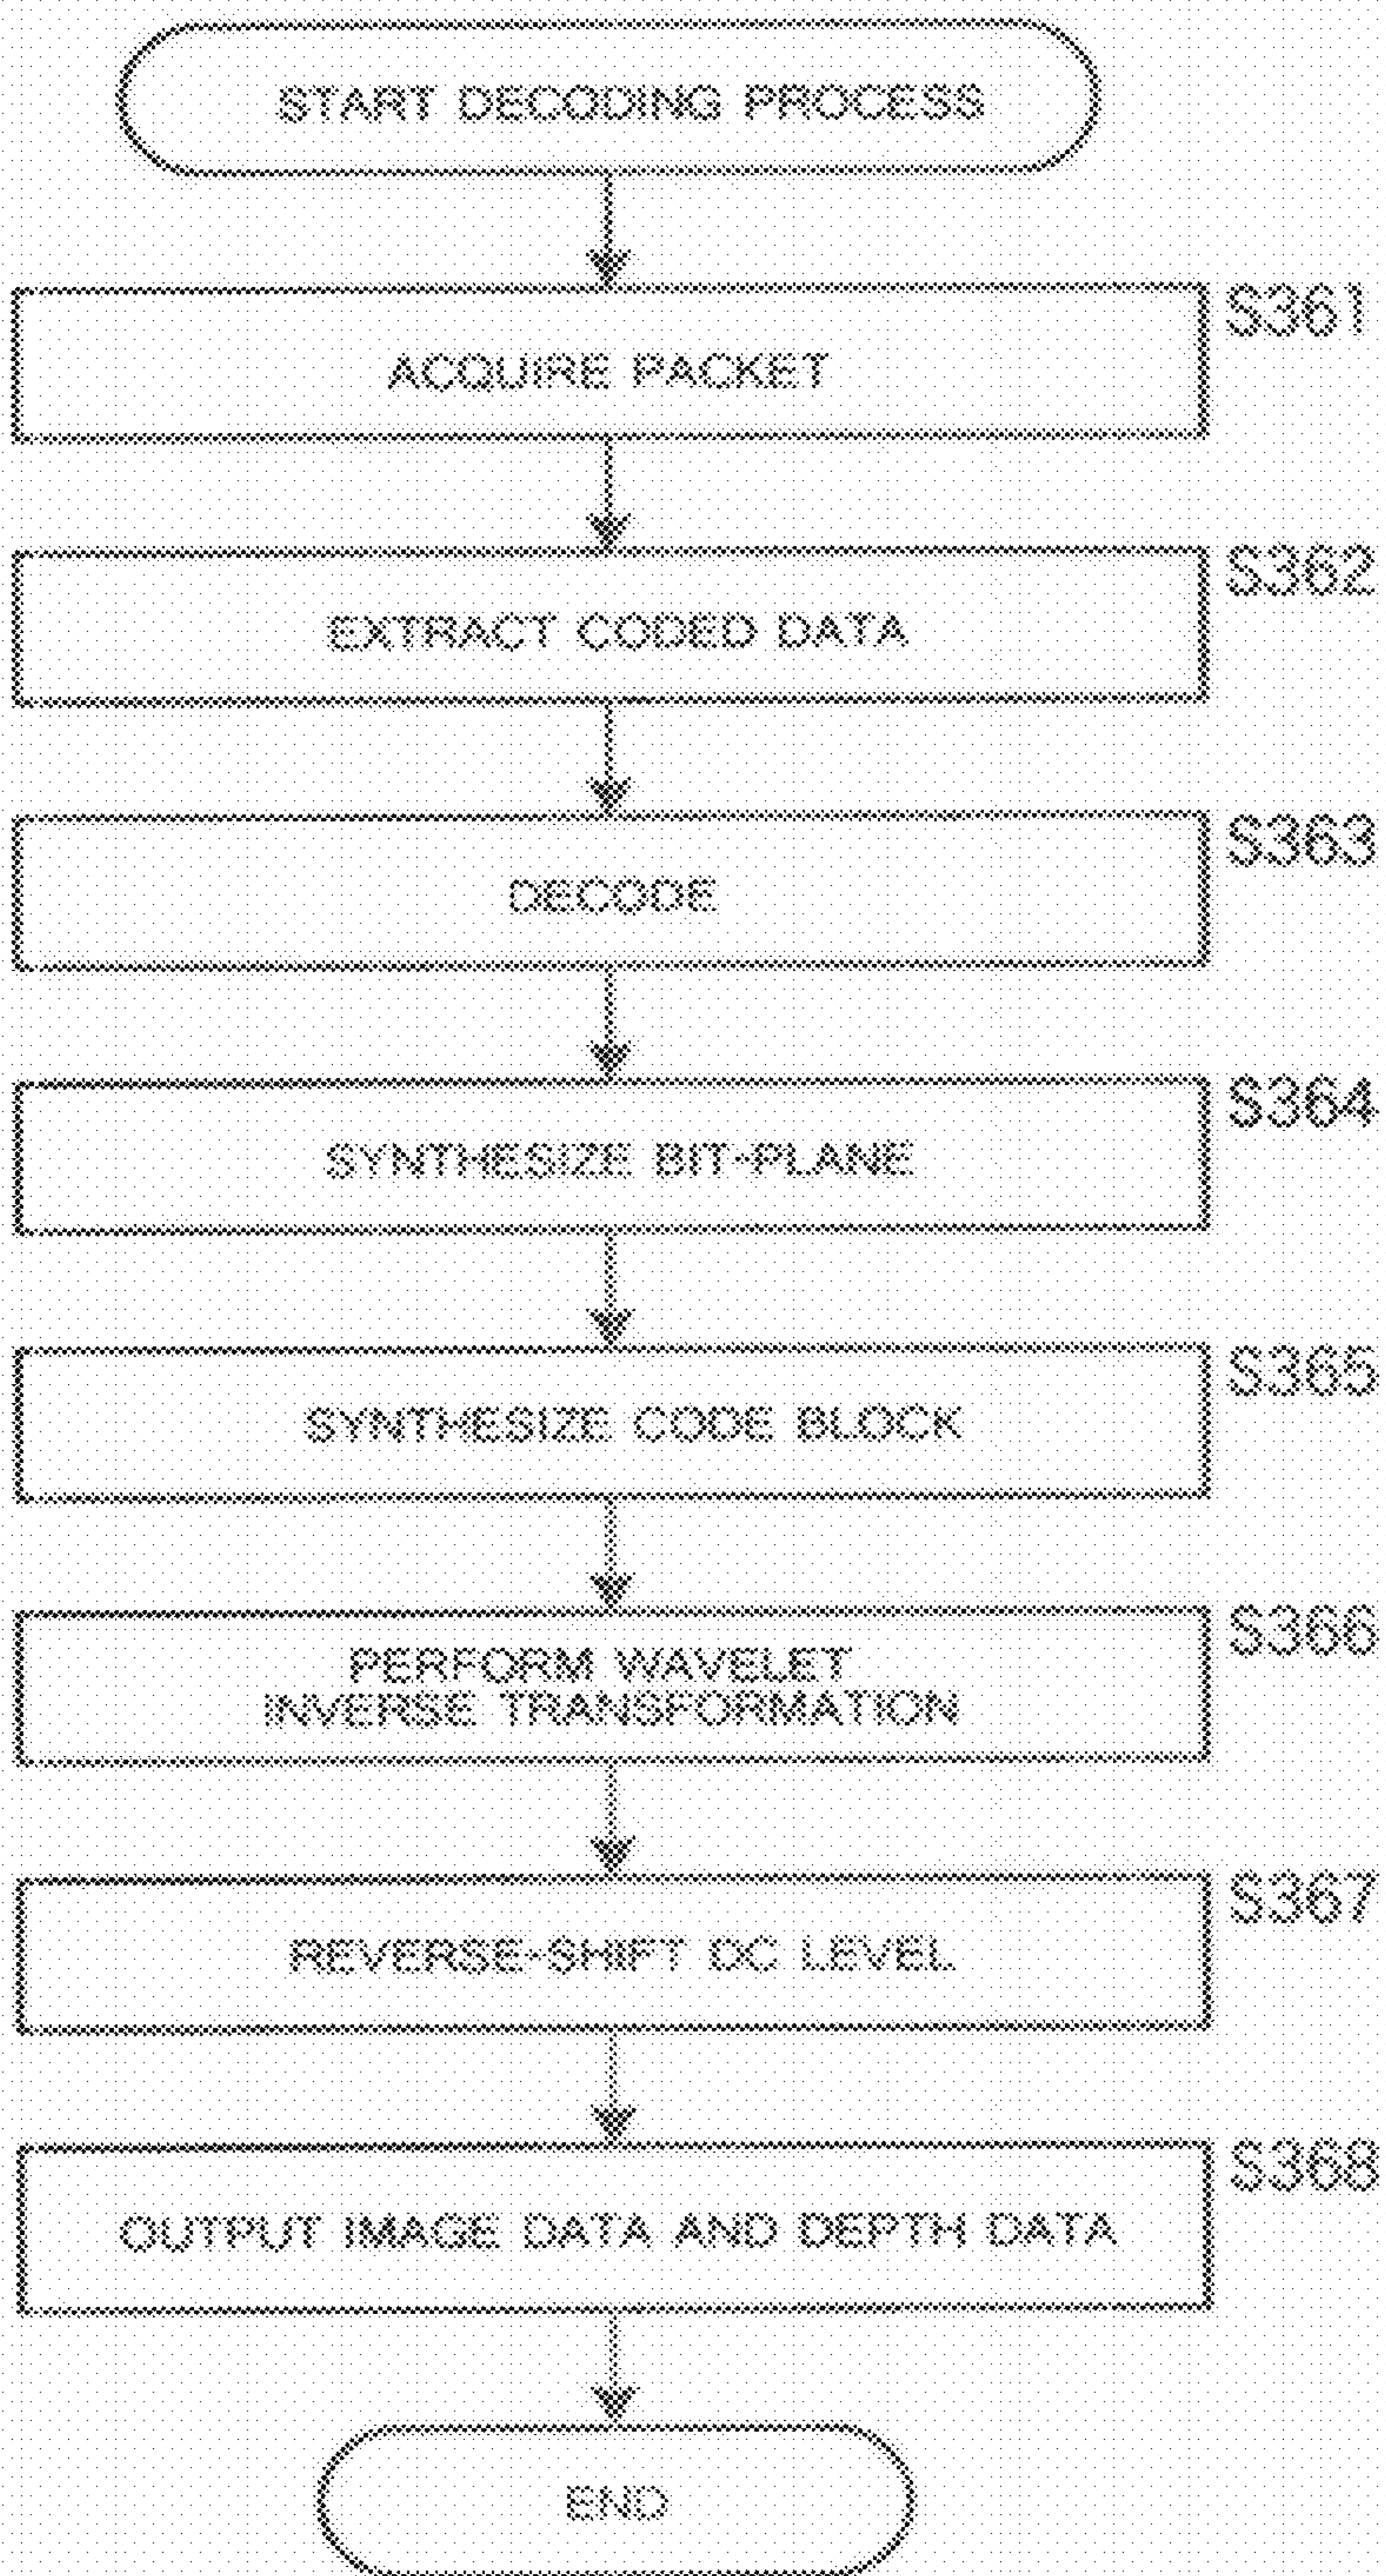 START DECODING PROCESS
S361
ACQUIRE PACKET
S362
EXTRACT CODED DATA
S363
DECODE
S364
SYNTHESIZE BIT-PLANE
S365
SYNTHESIZE CODE BLOCK
S366
PERFORM WAVELET
INVERSE TRANSFORMATION
S367
REVERSE-SHIFT DC LEVEL
S368
OUTPUT IMAGE DATA AND DEPTH DATA
END